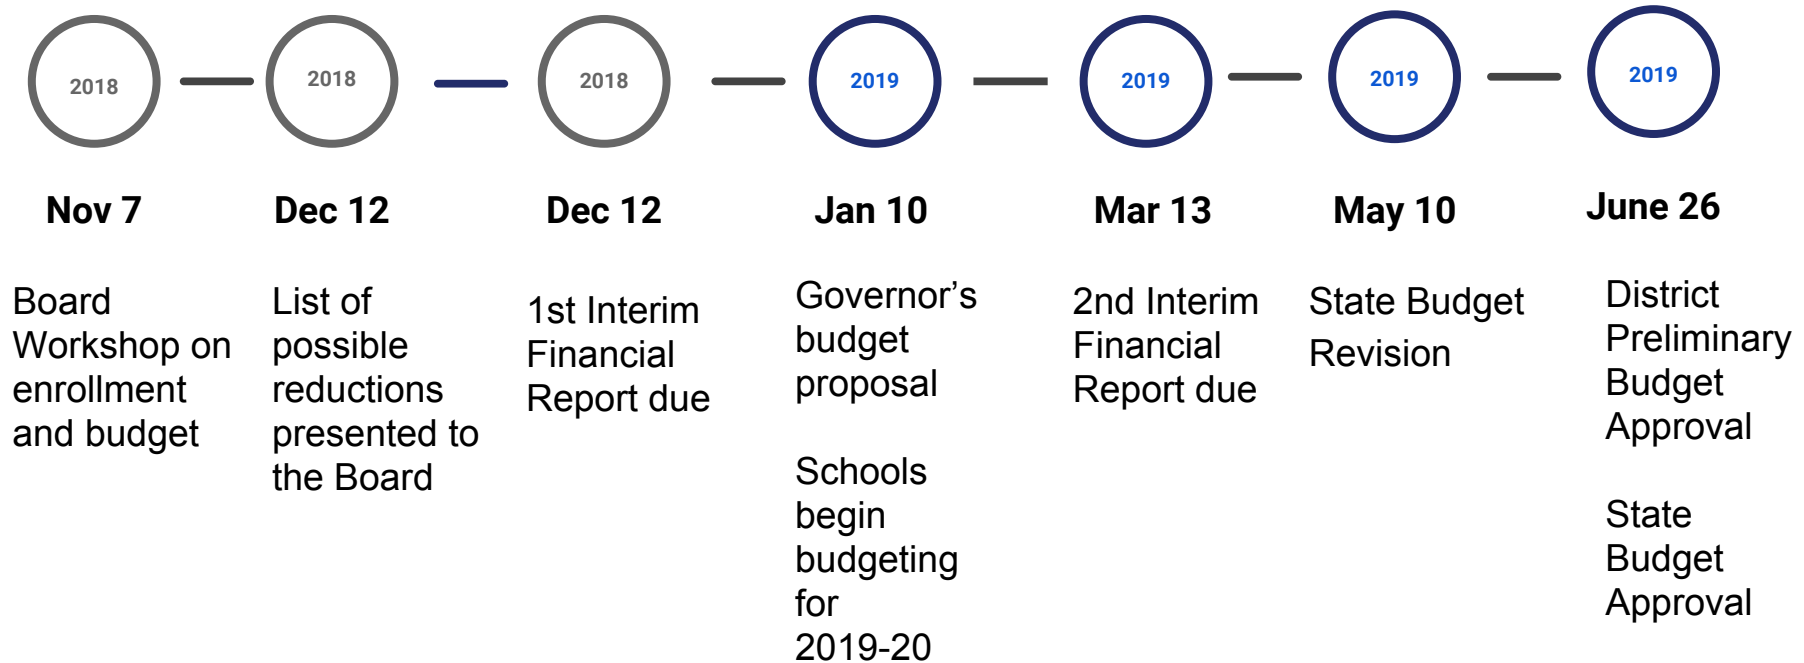 2018
2018
2018
2019
2019
2019
2019
Nov 7
Dec 12
Dec 12
Jan 10
Mar 13
May 10
June 26
Board
Workshop on
enrollment
and budget
List of
possible
reductions
presented to
the Board
1st Interim
Financial
Report due
Governor’s
budget
proposal
Schools
begin
budgeting
for
2019-20
2nd Interim
Financial
Report due
State Budget
Revision
District
Preliminary
Budget
Approval
State
Budget
Approval